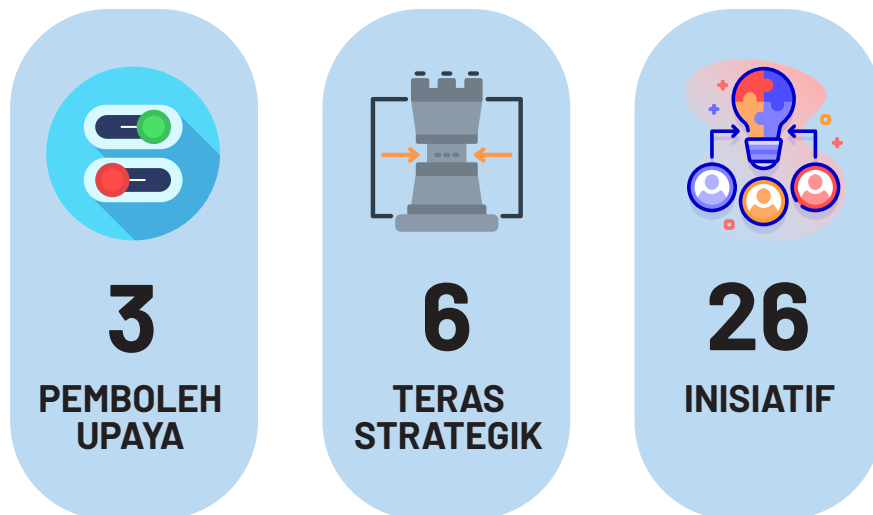 3
PEMBOLEH
UPAYA
6
TERAS
STRATEGIK
26
INISIATIF